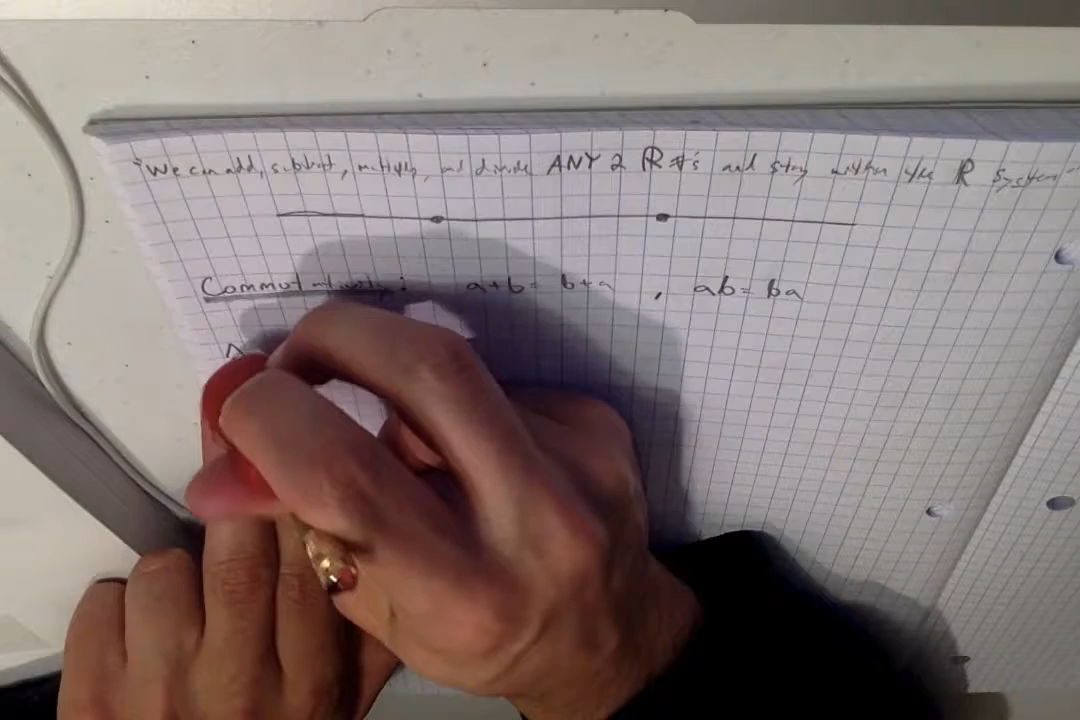 "We can add, subtract, multiply, and divide ANY 2 ℝ #'s and stay within the ℝ System"
Commutativity: a+b = b+a , ab = ba
A